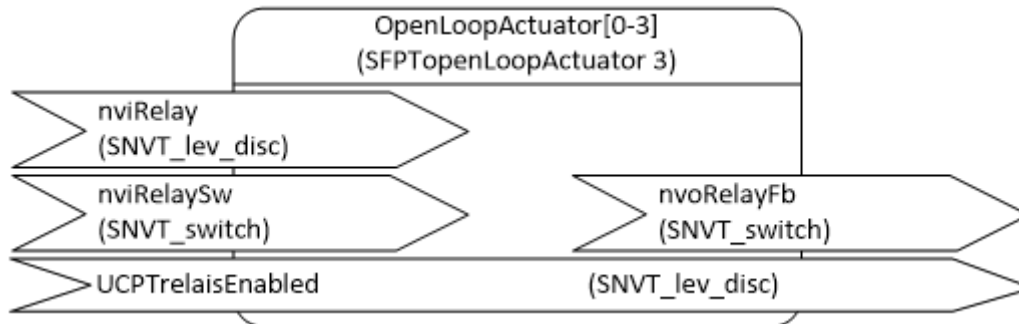 OpenLoopActuator[0-3]
(SFPTopenLoopActuator 3)
nviRelay
(SNVT_lev_disc)
nviRelaySw
(SNVT_switch)
nvoRelayFb
(SNVT_switch)
UCPTrelaisEnabled (SNVT_lev_disc)